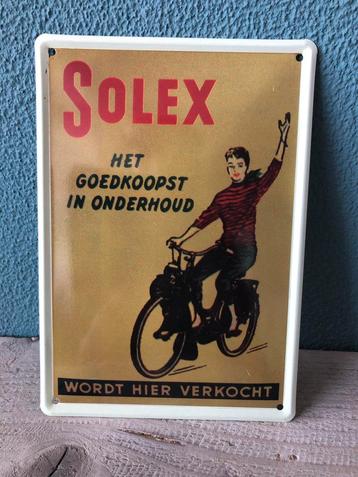 SOLEX
HET
GOEDKOOPST
IN ONDERHOUD
WORDT HIER VERKOCHT